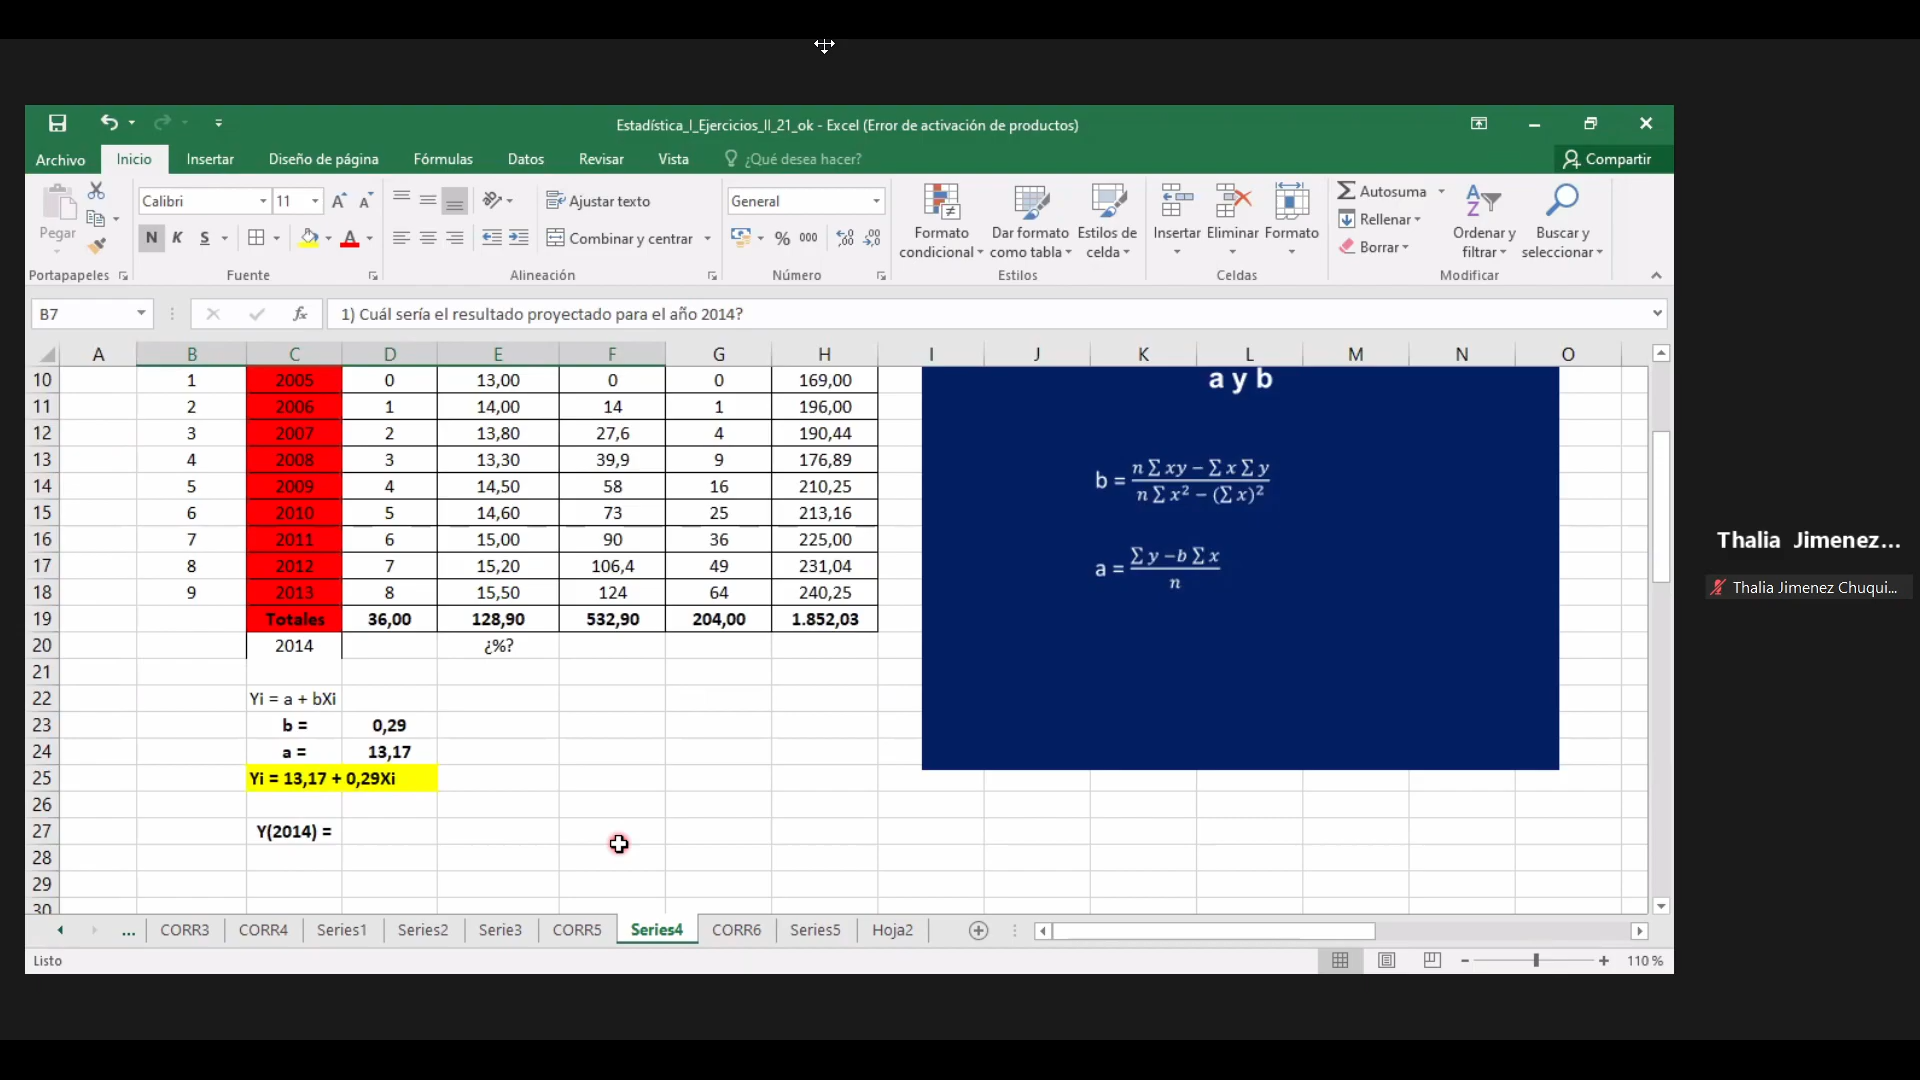 Estadística_I_Ejercicios_II_21_ok - Excel (Error de activación de productos)
Archivo Inicio Insertar Diseño de página Fórmulas Datos Revisar Vista ¿Qué desea hacer? Compartir
Pegar
Portapapeles
Calibri 11
N K S
Fuente
Ajustar texto
Combinar y centrar
Alineación
General
% 000
Número
Formato condicional
Dar formato como tabla
Estilos de celda
Estilos
Insertar Eliminar Formato
Celdas
Autosuma
Rellenar
Borrar
Ordenar y filtrar
Buscar y seleccionar
Modificar
B7 fx 1) Cuál sería el resultado proyectado para el año 2014?
A B C D E F G H I J K L M N O
10 1 2005 0 13,00 0 0 169,00
11 2 2006 1 14,00 14 1 196,00
12 3 2007 2 13,80 27,6 4 190,44
13 4 2008 3 13,30 39,9 9 176,89
14 5 2009 4 14,50 58 16 210,25
15 6 2010 5 14,60 73 25 213,16
16 7 2011 6 15,00 90 36 225,00
17 8 2012 7 15,20 106,4 49 231,04
18 9 2013 8 15,50 124 64 240,25
19 Totales 36,00 128,90 532,90 204,00 1.852,03
20 2014 ¿%?
21
22 Yi = a + bXi
23 b = 0,29
24 a = 13,17
25 Yi = 13,17 + 0,29Xi
26
27 Y(2014) =
28
29
30
a y b
b = (n ∑ xy − ∑ x ∑ y) / (n ∑ x² − (∑ x)²)
a = (∑ y − b ∑ x) / n
... CORR3 CORR4 Series1 Series2 Serie3 CORR5 Series4 CORR6 Series5 Hoja2
Listo 110 %
Thalia Jimenez...
Thalia Jimenez Chuqui...